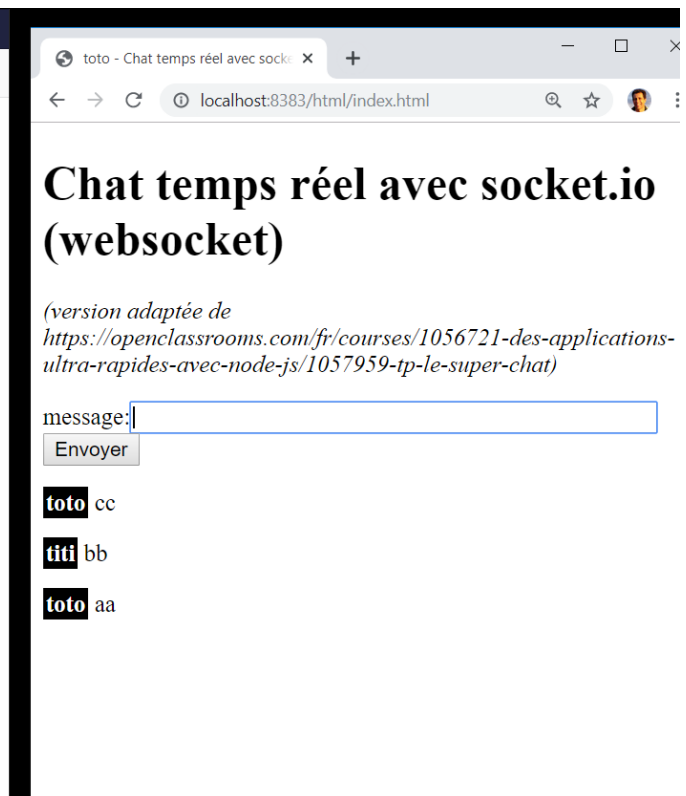 toto - Chat temps réel avec socke
localhost:8383/html/index.html
Chat temps réel avec socket.io
(websocket)
(version adaptée de
https://openclassrooms.com/fr/courses/1056721-des-applications-
ultra-rapides-avec-node-js/1057959-tp-le-super-chat)
message:
Envoyer
toto cc
titi bb
toto aa